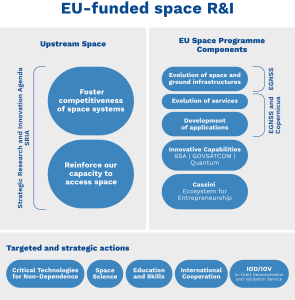 EU-funded space R&I
Upstream Space
Strategic Research and Innovation Agenda
SRIA
Foster
competitiveness
of space systems
Reinforce our
capacity to
access space
EU Space Programme
Components
Evolution of space and
ground infrastructures
Evolution of services
Development
of applications
EGNSS
EGNSS and
Copernicus
Innovative Capabilities
SSA | GOVSATCOM |
Quantum
Cassini
Ecosystem for
Entrepreneurship
Targeted and strategic actions
Critical Technologies
for Non-Dependence
Space
Science
Education
and Skills
International
Cooperation
IOD/IOV
In-Orbit Demonstration
and Validation Service